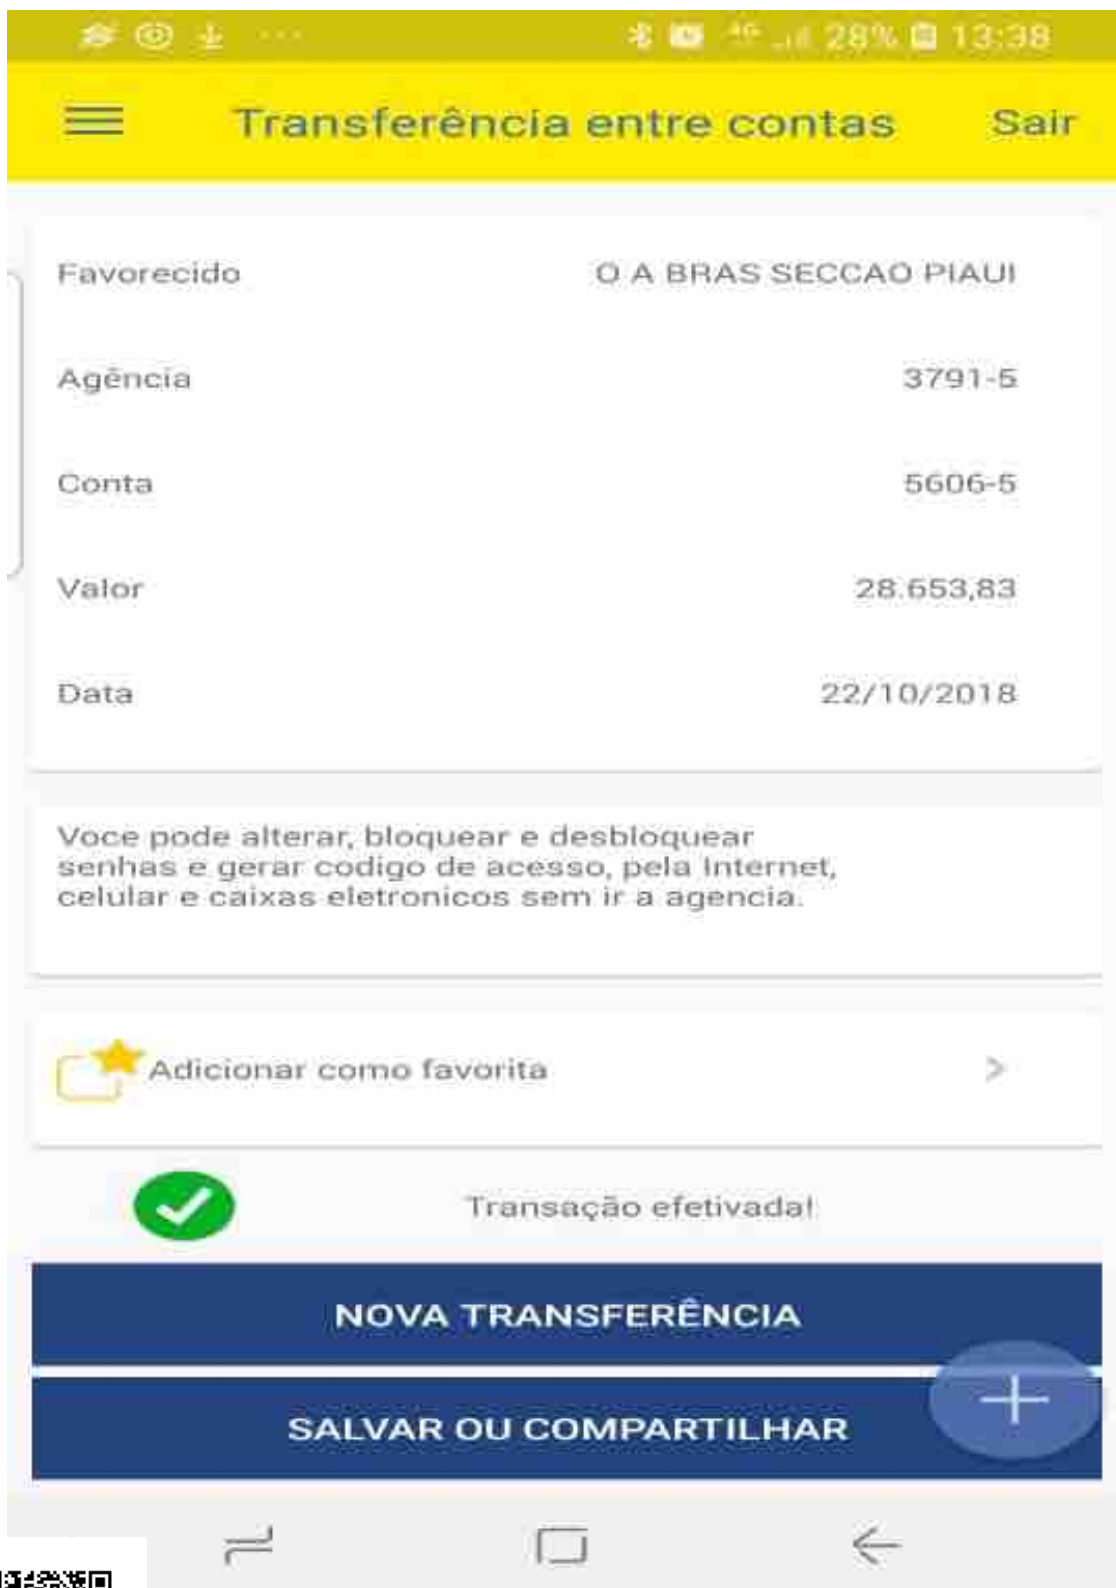 28% 13:38
Transferência entre contas Sair
Favorecido O A BRAS SECCAO PIAUI
Agência 3791-5
Conta 5606-5
Valor 28.653,83
Data 22/10/2018
Voce pode alterar, bloquear e desbloquear
senhas e gerar codigo de acesso, pela Internet,
celular e caixas eletronicos sem ir a agencia.
Adicionar como favorita
Transação efetivada!
NOVA TRANSFERÊNCIA
SALVAR OU COMPARTILHAR